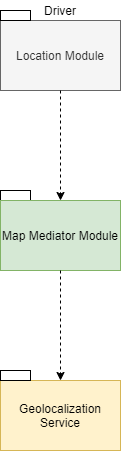 Driver
Location Module
Map Mediator Module
Geolocalization
Service